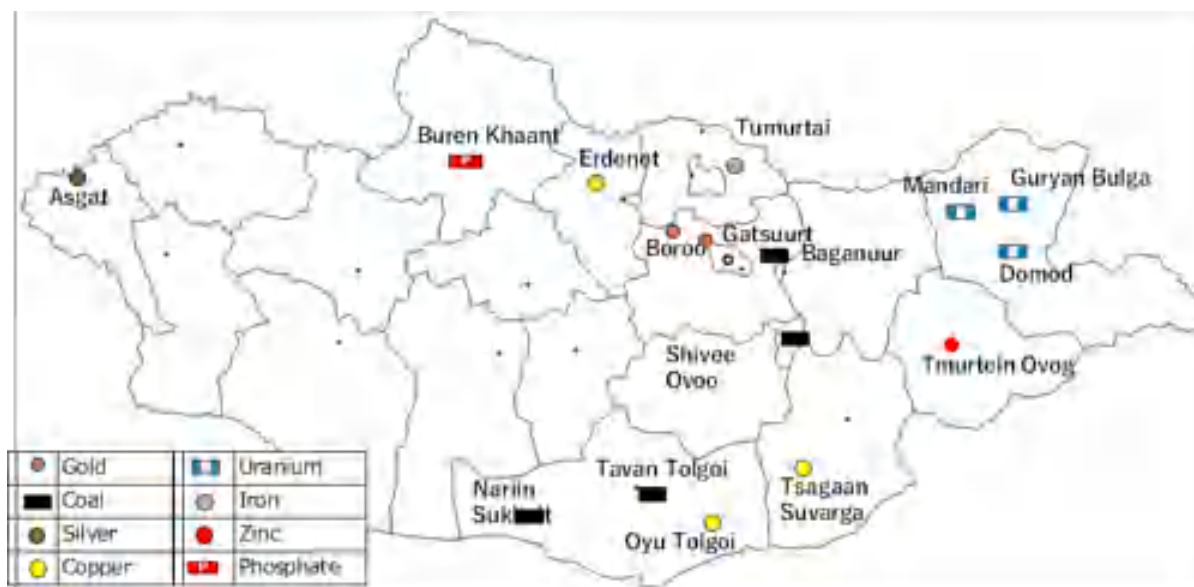 Tumurtai
Buren Khaant
Erdenet
Guryan Bulga
Mandari
Asgat
Gatsuurt
Boroo
Baganuur
Domod
Shivee
Ovoo
Tmurtein Ovog
Tavan Tolgoi
Nariin
Tsagaan
Suvarga
Oyu Tolgoi
Gold
Uranium
Coal
Iron
Silver
Zinc
Copper
P
Phosphate